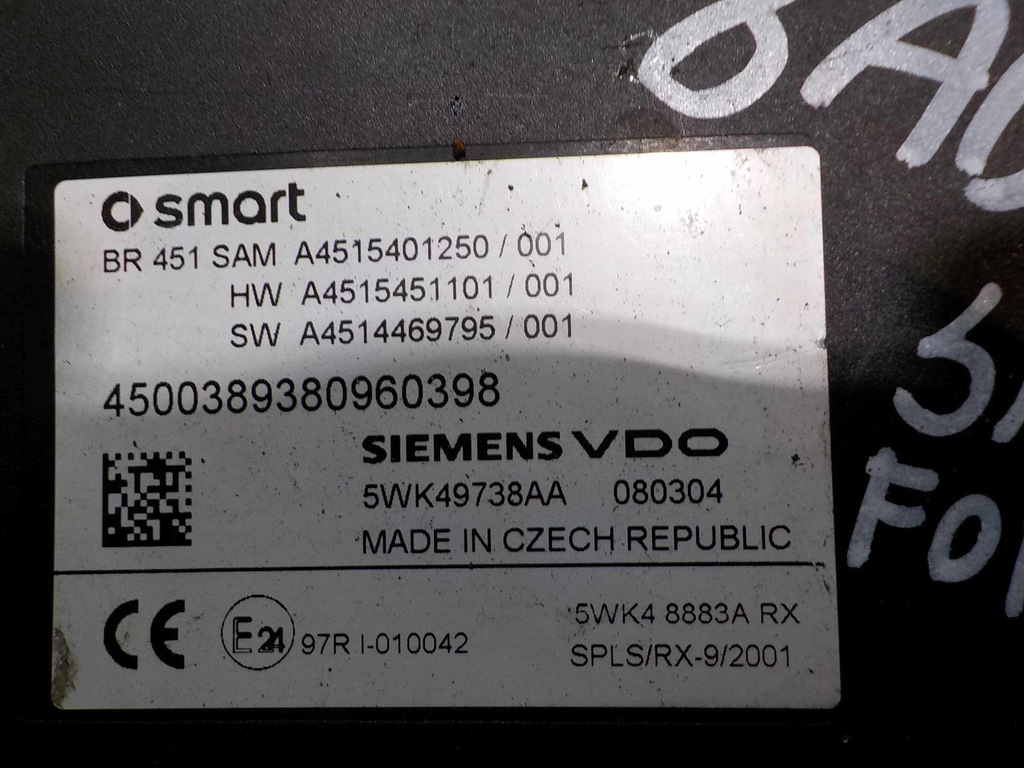 smart
BR 451 SAM A4515401250 / 001
HW A4515451101 / 001
SW A4514469795 / 001
4500389380960398
SIEMENS VDO
5WK49738AA 080304
MADE IN CZECH REPUBLIC
CE E24 97R I-010042
5WK4 8883A RX
SPLS/RX-9/2001